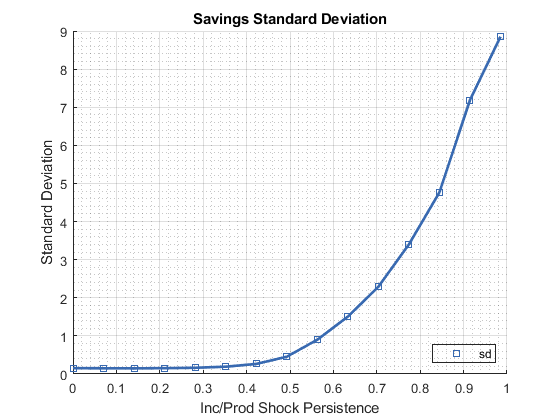 Savings Standard Deviation
9
8
7
6
5
4
3
2
1
0
Standard Deviation
0 0.1 0.2 0.3 0.4 0.5 0.6 0.7 0.8 0.9 1
Inc/Prod Shock Persistence
sd